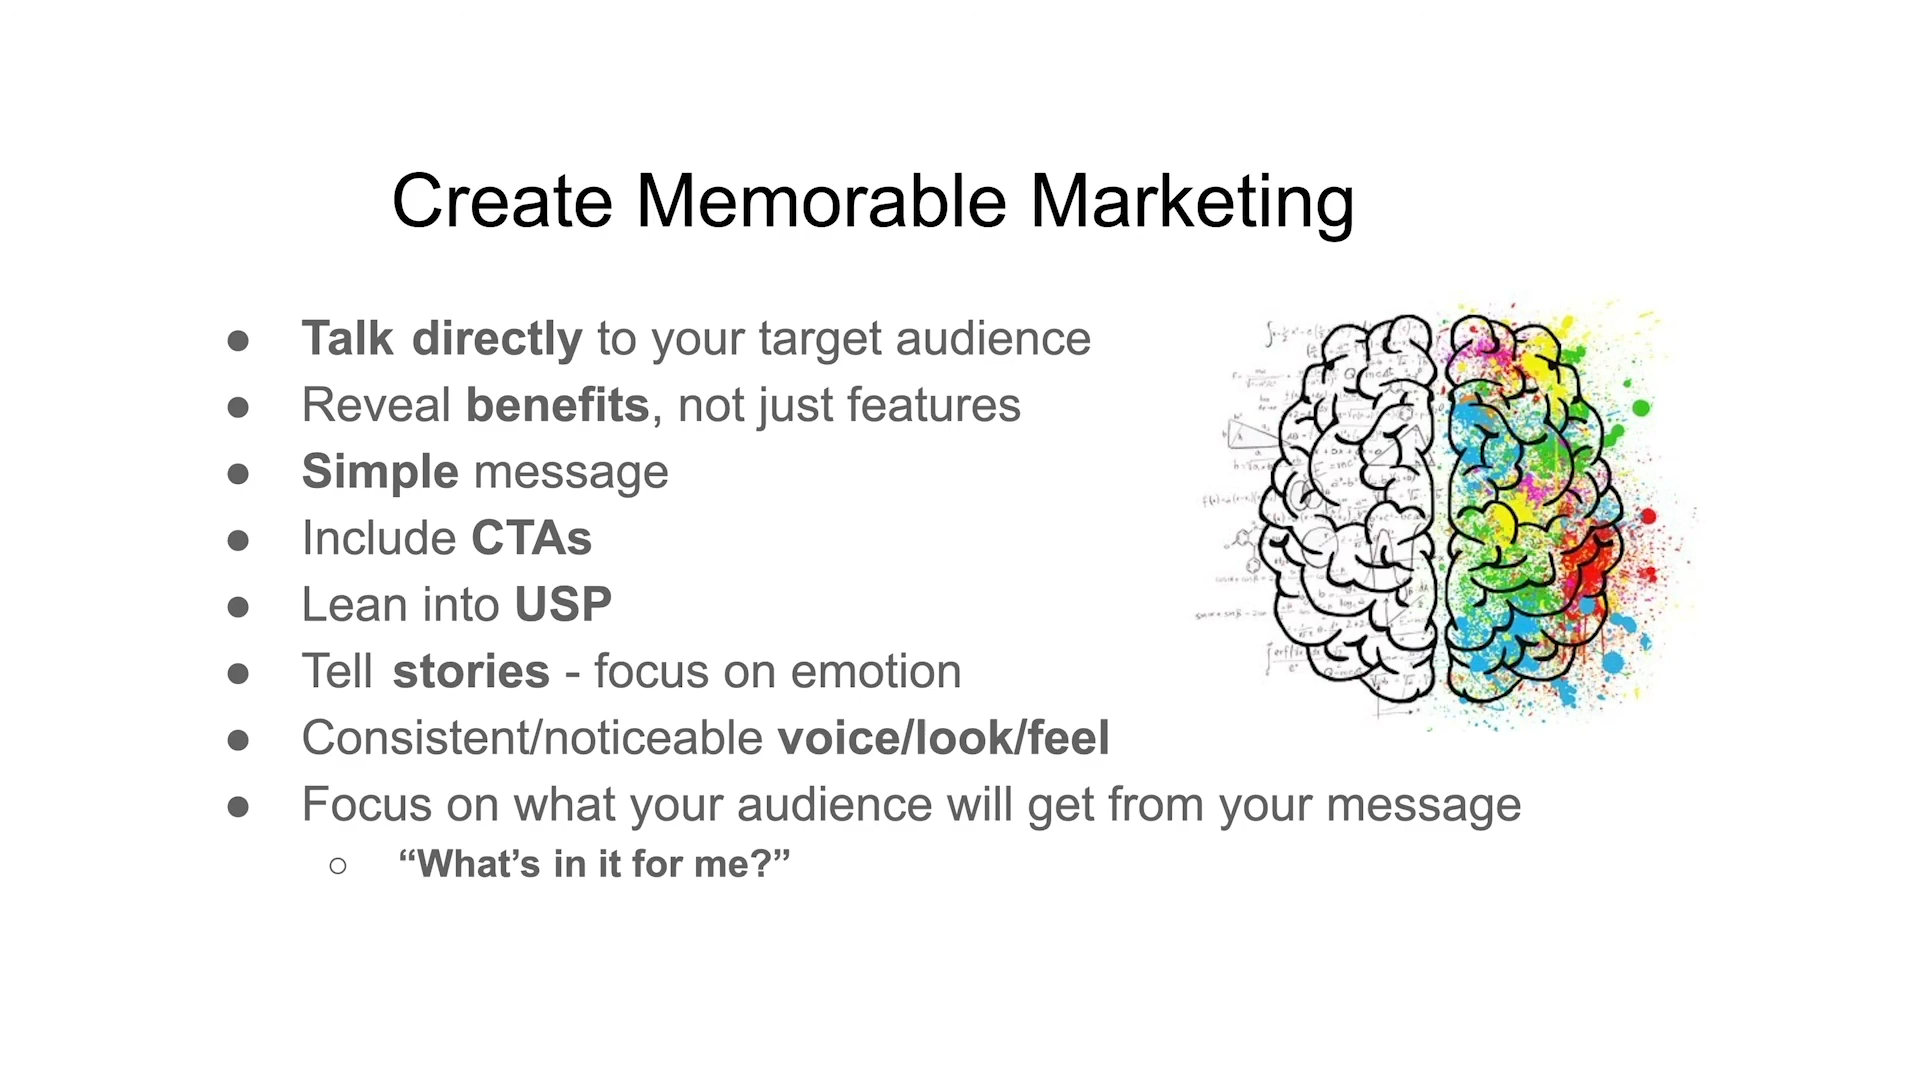 Create Memorable Marketing
● Talk directly to your target audience
● Reveal benefits, not just features
● Simple message
● Include CTAs
● Lean into USP
● Tell stories - focus on emotion
● Consistent/noticeable voice/look/feel
● Focus on what your audience will get from your message
○ “What’s in it for me?”